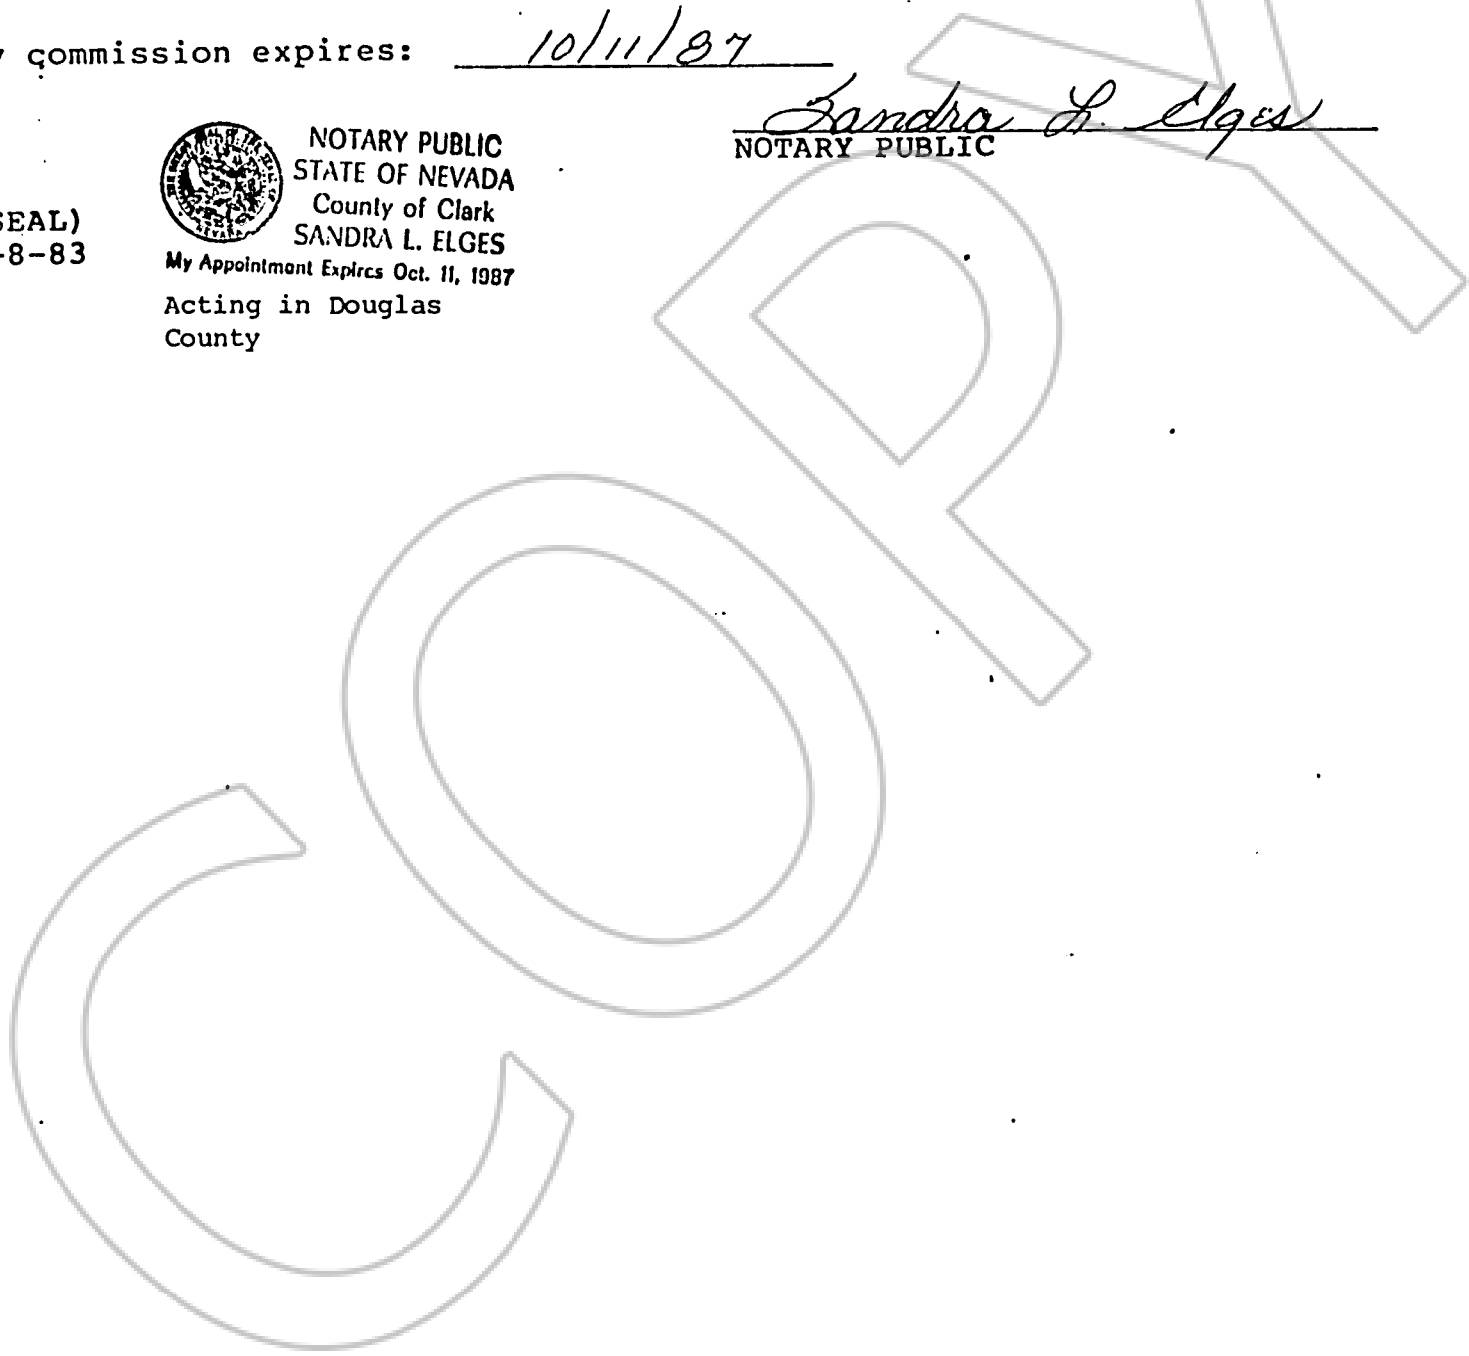 commission expires: 10/11/87
Sandra L. Elges
NOTARY PUBLIC
NOTARY PUBLIC
STATE OF NEVADA
County of Clark
SANDRA L. ELGES
My Appointment Expires Oct. 11, 1987
SEAL)
-8-83
Acting in Douglas
County
COPY